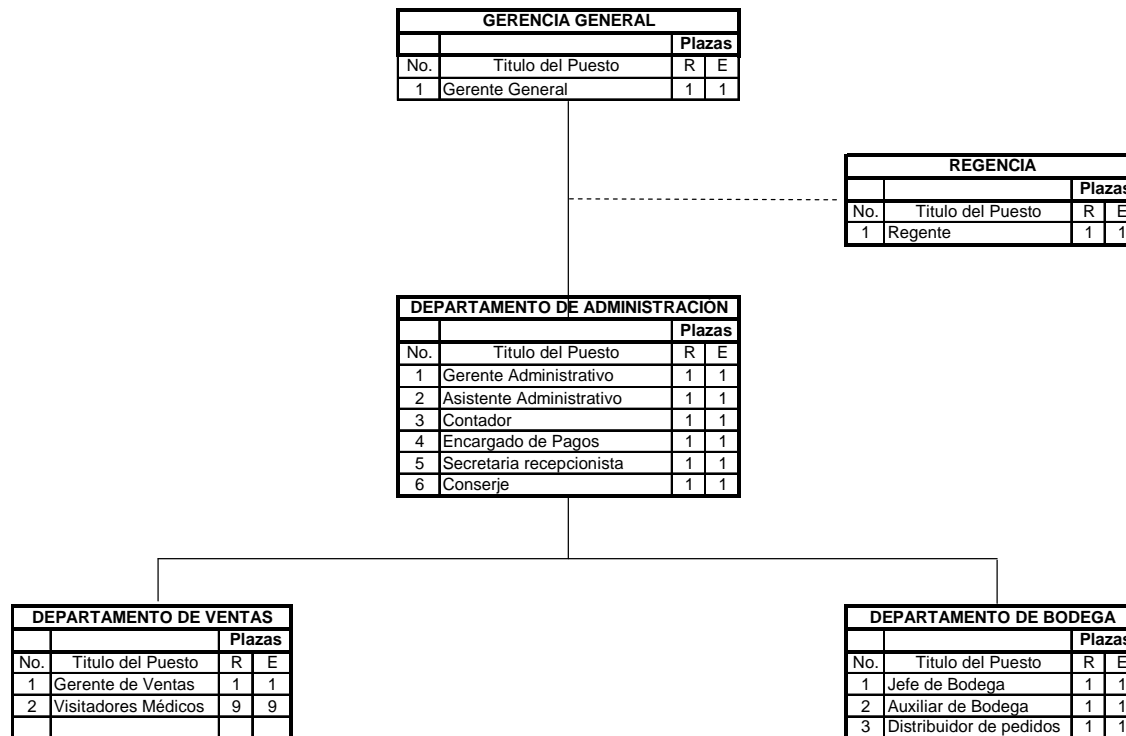 GERENCIA GENERAL
Plazas
No. Titulo del Puesto R E
1 Gerente General 1 1
REGENCIA
Plazas
No. Titulo del Puesto R E
1 Regente 1 1
DEPARTAMENTO DE ADMINISTRACIÓN
Plazas
No. Titulo del Puesto R E
1 Gerente Administrativo 1 1
2 Asistente Administrativo 1 1
3 Contador 1 1
4 Encargado de Pagos 1 1
5 Secretaria recepcionista 1 1
6 Conserje 1 1
DEPARTAMENTO DE VENTAS
Plazas
No. Titulo del Puesto R E
1 Gerente de Ventas 1 1
2 Visitadores Médicos 9 9
DEPARTAMENTO DE BODEGA
Plazas
No. Titulo del Puesto R E
1 Jefe de Bodega 1 1
2 Auxiliar de Bodega 1 1
3 Distribuidor de pedidos 1 1